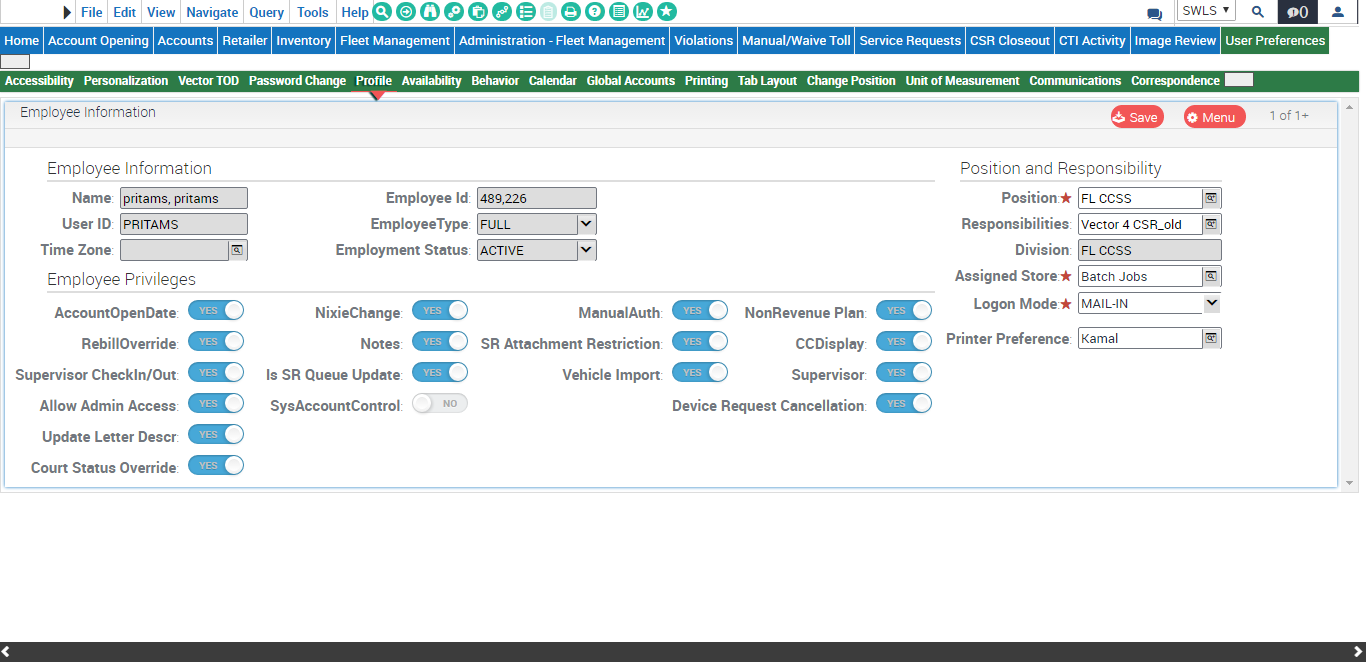 File Edit View Navigate Query Tools Help SWLS 0
Home Account Opening Accounts Retailer Inventory Fleet Management Administration - Fleet Management Violations Manual/Waive Toll Service Requests CSR Closeout CTI Activity Image Review User Preferences
Accessibility Personalization Vector TOD Password Change Profile Availability Behavior Calendar Global Accounts Printing Tab Layout Change Position Unit of Measurement Communications Correspondence
Employee Information Save Menu 1 of 1+
Employee Information Position and Responsibility
Name: pritams, pritams Employee Id: 489,226 Position: FL CCSS
User ID: PRITAMS EmployeeType: FULL Responsibilities: Vector 4 CSR_old
Time Zone: Employment Status: ACTIVE Division: FL CCSS
Employee Privileges Assigned Store: Batch Jobs
AccountOpenDate: YES NixieChange: YES ManualAuth: YES NonRevenue Plan: YES Logon Mode: MAIL-IN
RebillOverride: YES Notes: YES SR Attachment Restriction: YES CCDisplay: YES Printer Preference: Kamal
Supervisor CheckIn/Out: YES Is SR Queue Update: YES Vehicle Import: YES Supervisor: YES
Allow Admin Access: YES SysAccountControl: NO Device Request Cancellation: YES
Update Letter Descr: YES
Court Status Override: YES